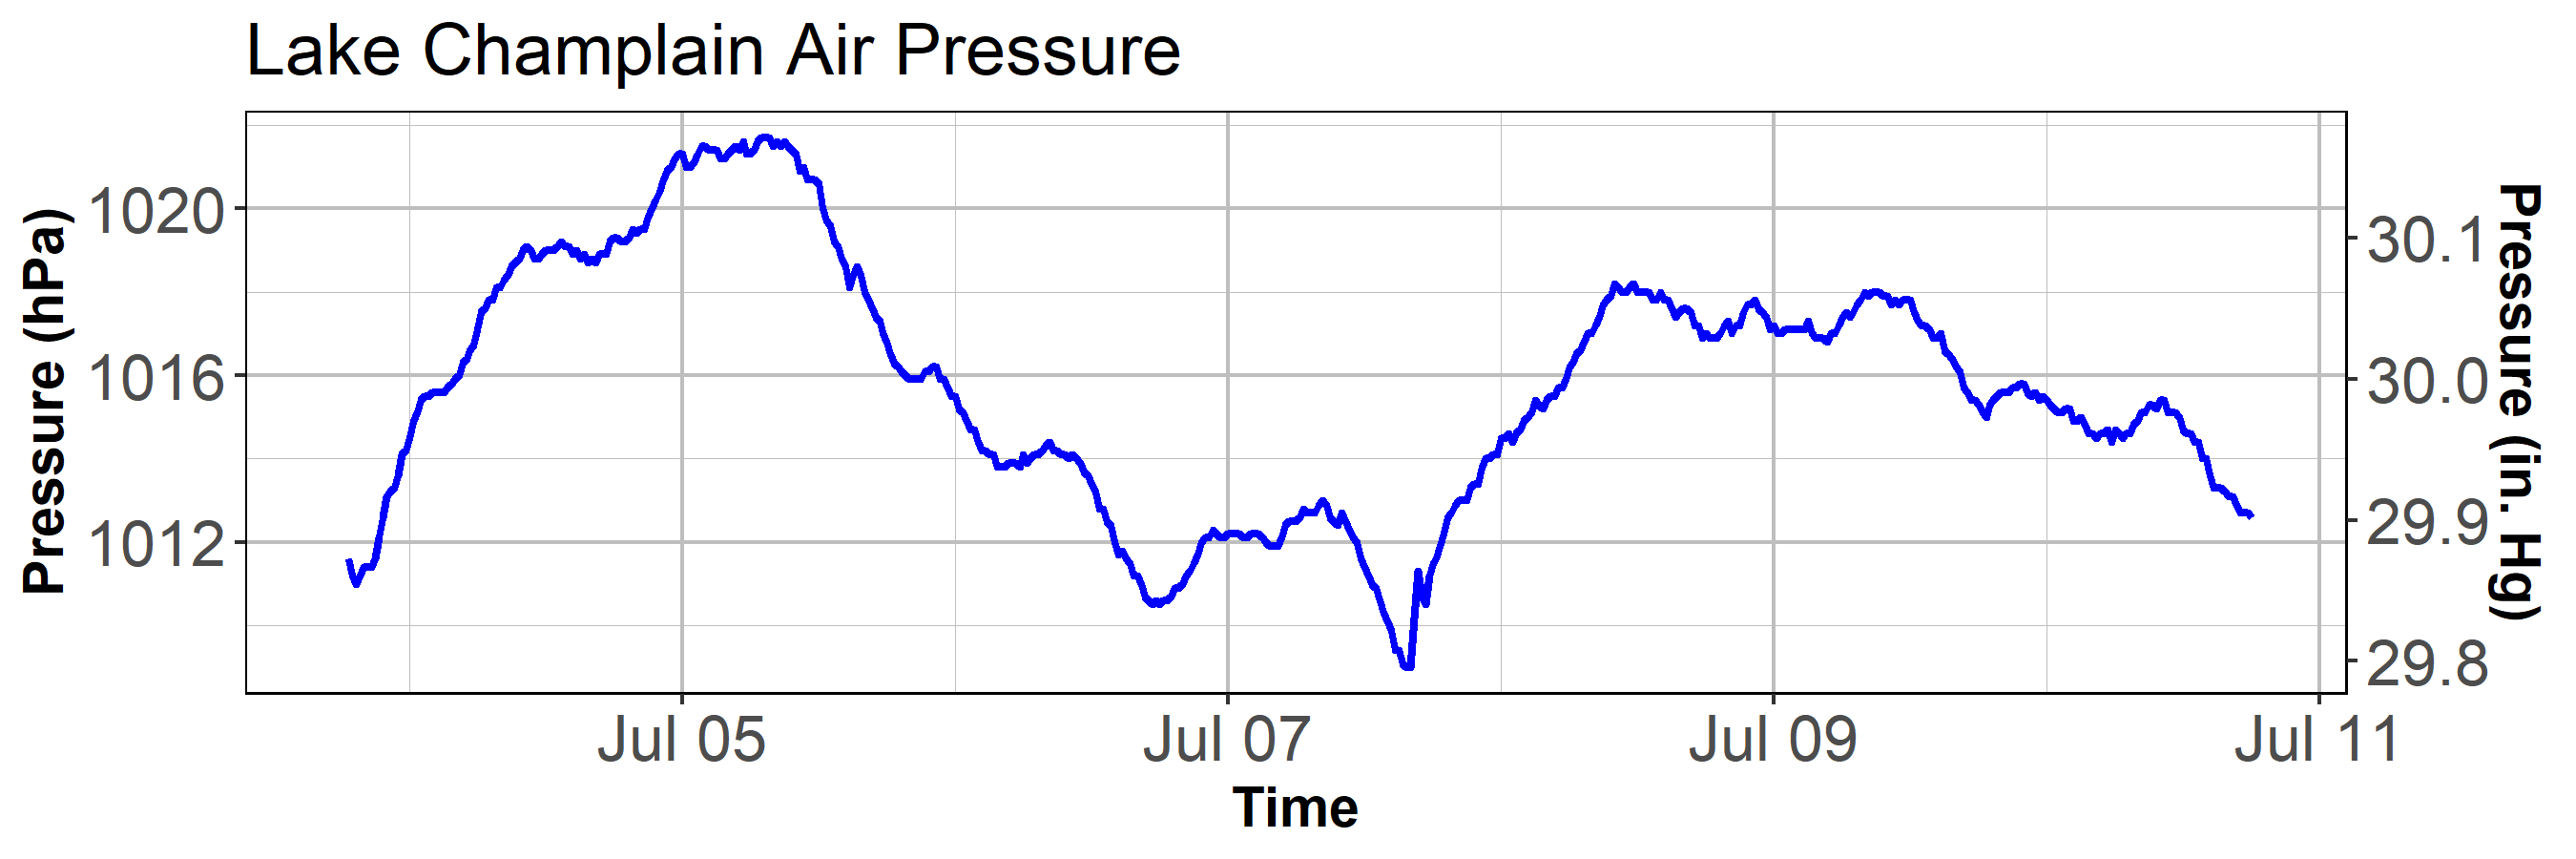 Lake Champlain Air Pressure
Pressure (hPa)
1020
1016
1012
30.1
30.0
29.9
29.8
Pressure (in. Hg)
Jul 05
Jul 07
Jul 09
Jul 11
Time